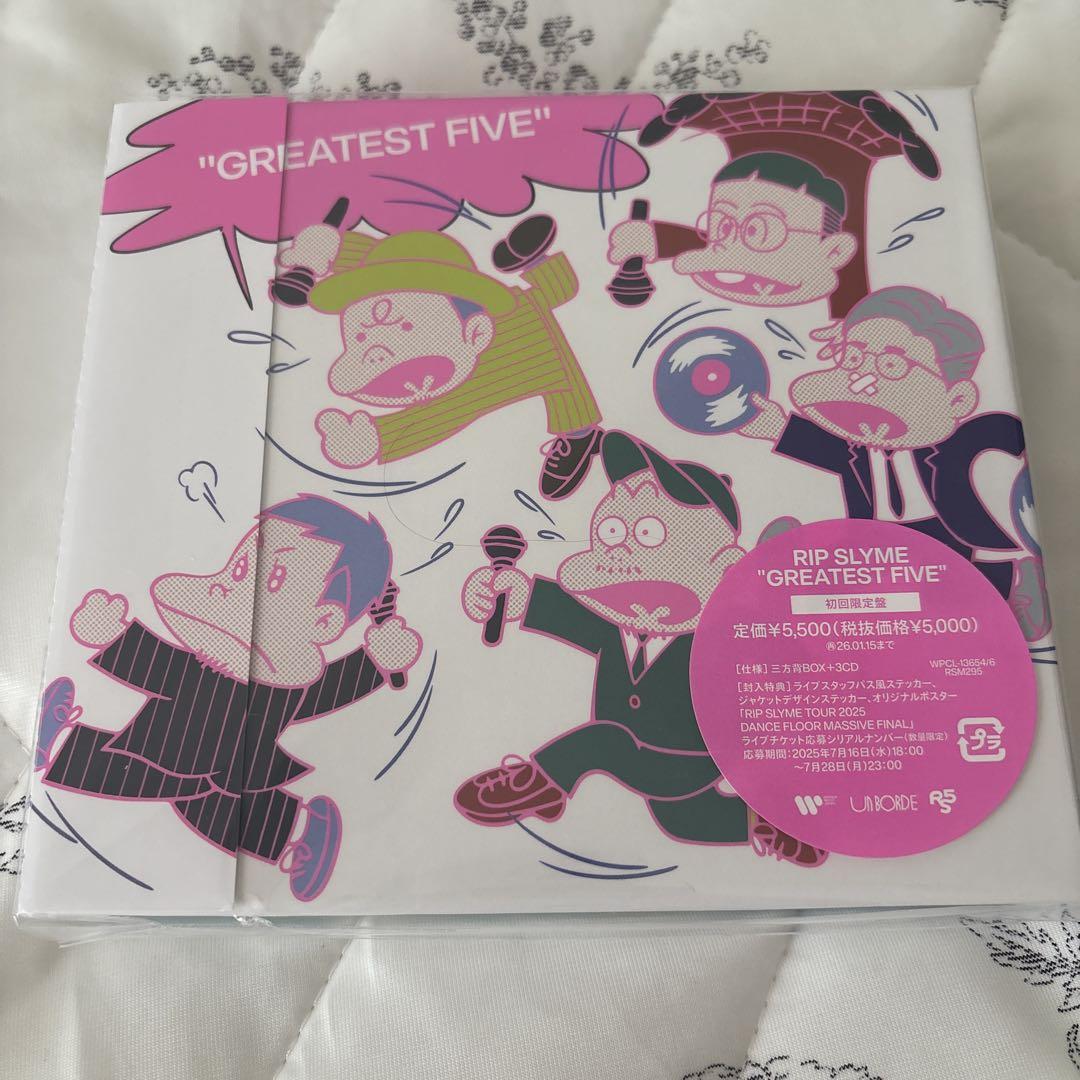 "GREATEST FIVE"
RIP SLYME
"GREATEST FIVE"
初回限定盤
定価¥5,500(税抜価格¥5,000)
㋰26.01.15まで
[仕様]三方背BOX+3CD
WPCL-13654/6
RSM295
[封入特典]ライブスタッフパス風ステッカー、
ジャケットデザインステッカー、オリジナルポスター
「RIP SLYME TOUR 2025
DANCE FLOOR MASSIVE FINAL」
ライブチケット応募シリアルナンバー(数量限定)
応募期間:2025年7月16日(水)18:00
~7月28日(月)23:00
プラ
unBORDE
R5S